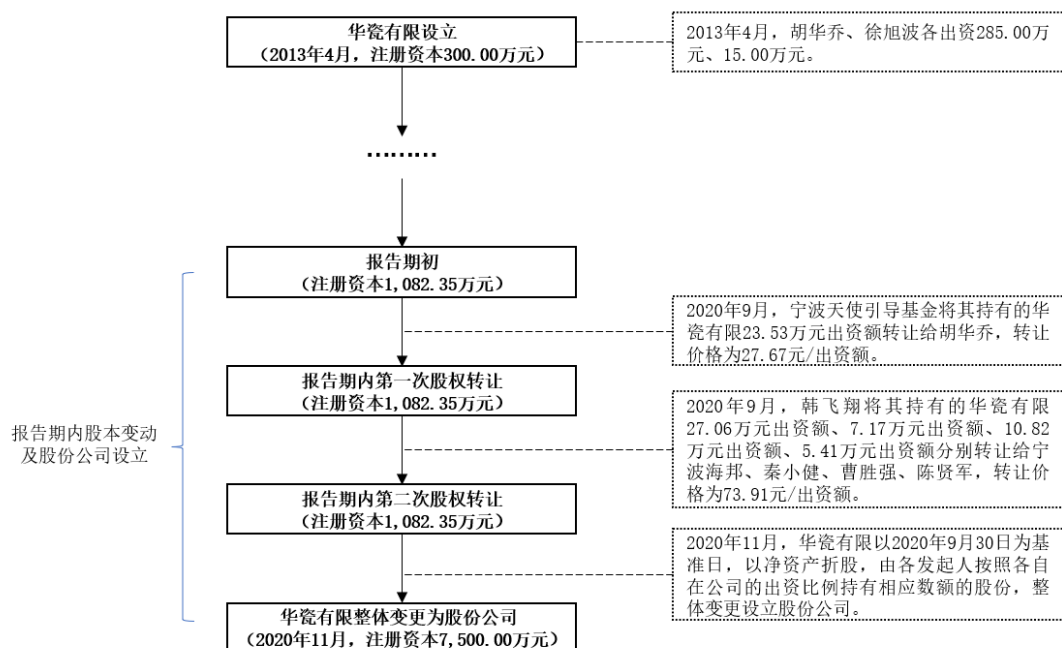 华瓷有限设立
（2013年4月，注册资本300.00万元）
2013年4月，胡华乔、徐旭波各出资285.00万
元、15.00万元。
………
报告期初
（注册资本1,082.35万元）
2020年9月，宁波天使引导基金将其持有的华
瓷有限23.53万元出资额转让给胡华乔，转让
价格为27.67元/出资额。
报告期内第一次股权转让
（注册资本1,082.35万元）
2020年9月，韩飞翔将其持有的华瓷有限
27.06万元出资额、7.17万元出资额、10.82
万元出资额、5.41万元出资额分别转让给宁
波海邦、秦小健、曹胜强、陈贤军，转让价
格为73.91元/出资额。
报告期内股本变动
及股份公司设立
报告期内第二次股权转让
（注册资本1,082.35万元）
2020年11月，华瓷有限以2020年9月30日为基
准日，以净资产折股，由各发起人按照各自
在公司的出资比例持有相应数额的股份，整
体变更设立股份公司。
华瓷有限整体变更为股份公司
（2020年11月，注册资本7,500.00万元）